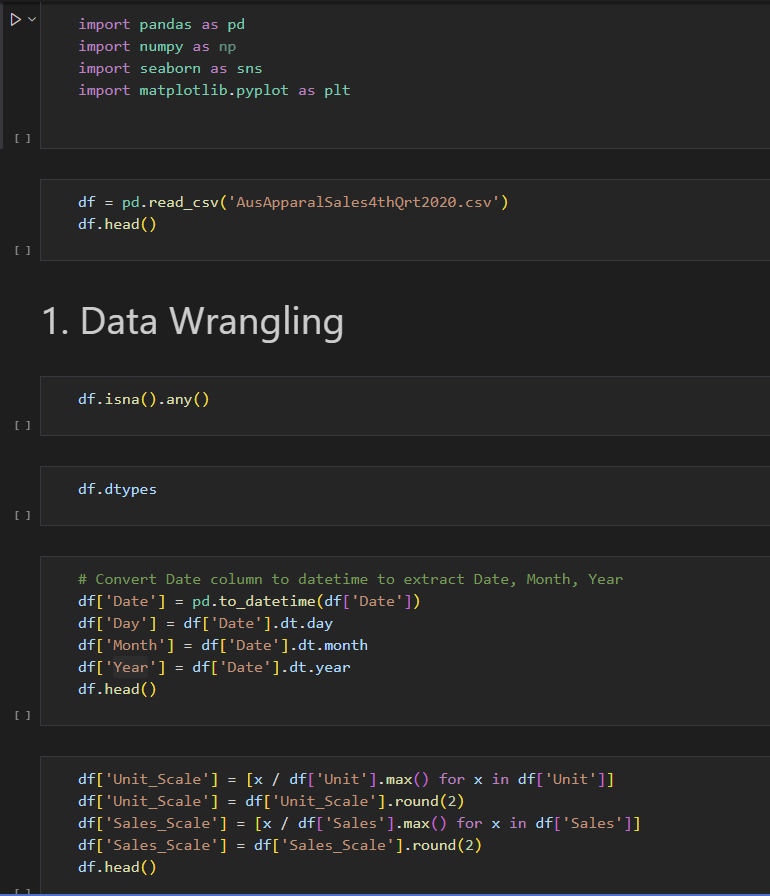 import pandas as pd
import numpy as np
import seaborn as sns
import matplotlib.pyplot as plt
[ ]
df = pd.read_csv('AusApparalSales4thQrt2020.csv')
df.head()
[ ]
1. Data Wrangling
df.isna().any()
[ ]
df.dtypes
[ ]
# Convert Date column to datetime to extract Date, Month, Year
df['Date'] = pd.to_datetime(df['Date'])
df['Day'] = df['Date'].dt.day
df['Month'] = df['Date'].dt.month
df['Year'] = df['Date'].dt.year
df.head()
[ ]
df['Unit_Scale'] = [x / df['Unit'].max() for x in df['Unit']]
df['Unit_Scale'] = df['Unit_Scale'].round(2)
df['Sales_Scale'] = [x / df['Sales'].max() for x in df['Sales']]
df['Sales_Scale'] = df['Sales_Scale'].round(2)
df.head()
[ ]